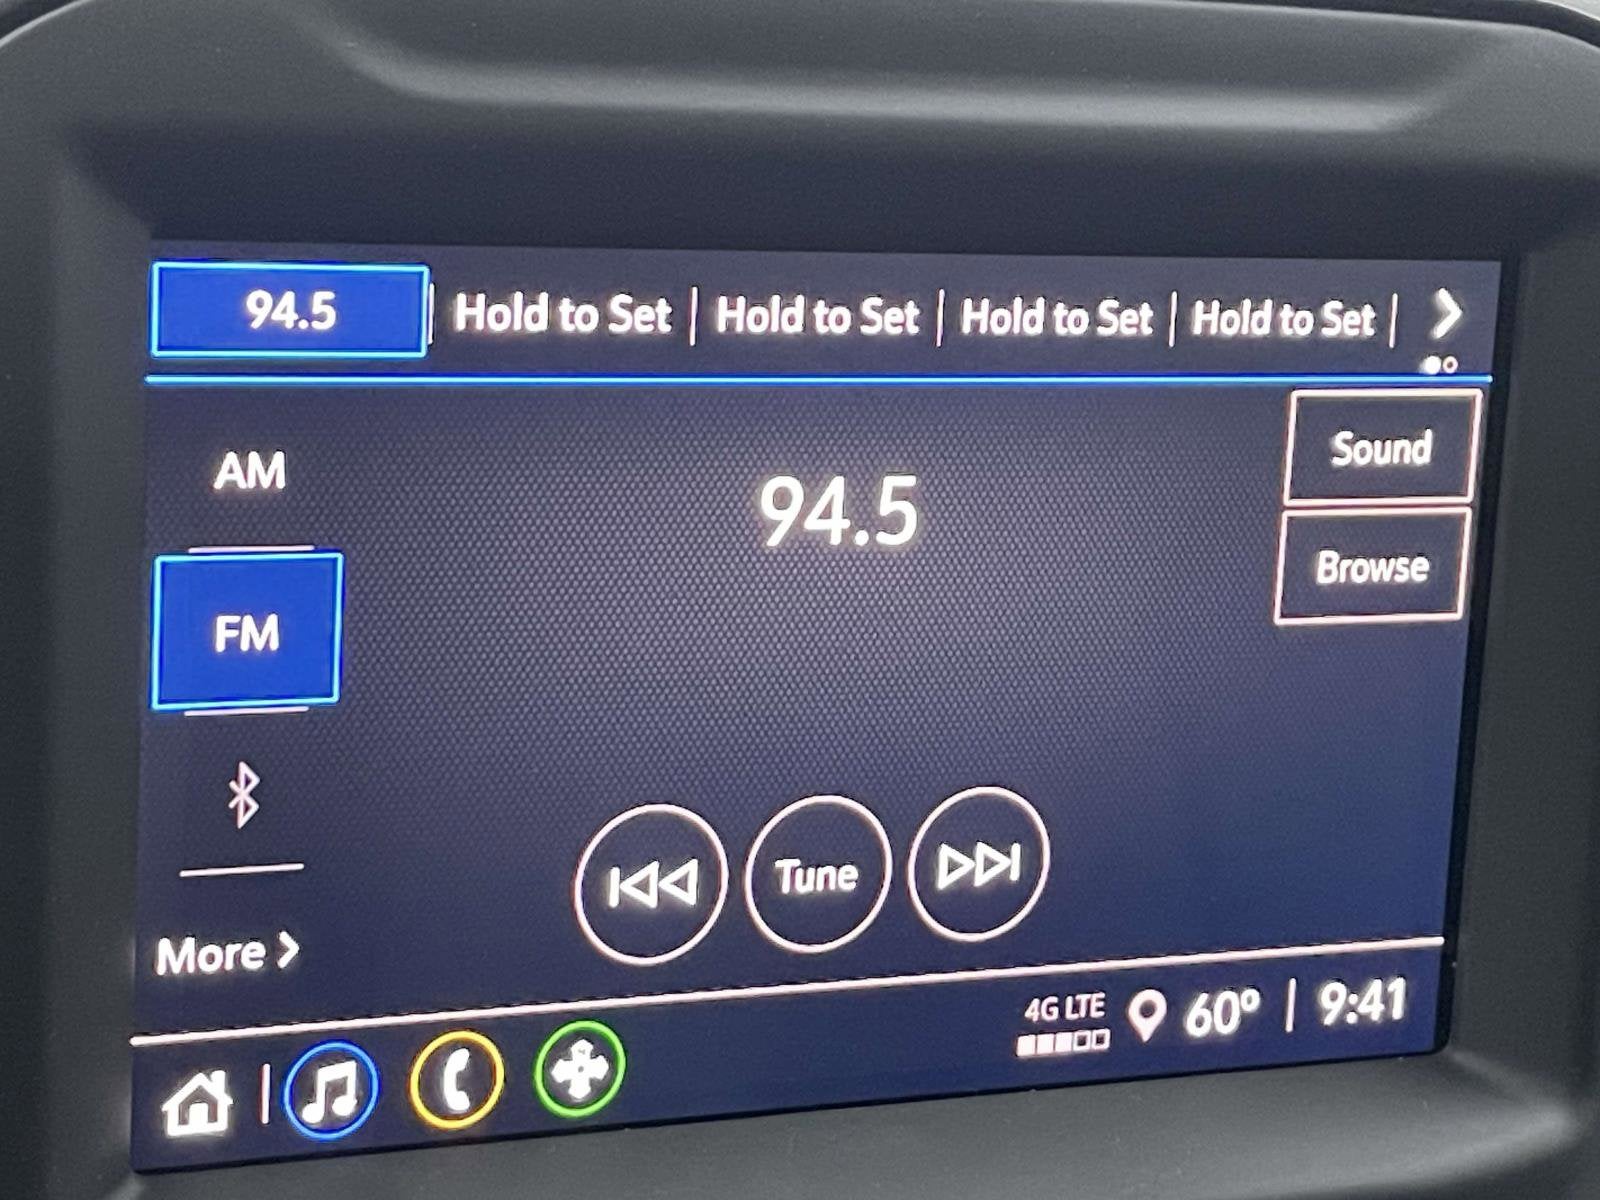 94.5 Hold to Set Hold to Set Hold to Set Hold to Set
AM
94.5
Sound
Browse
FM
Tune
More
4G LTE 60° 9:41